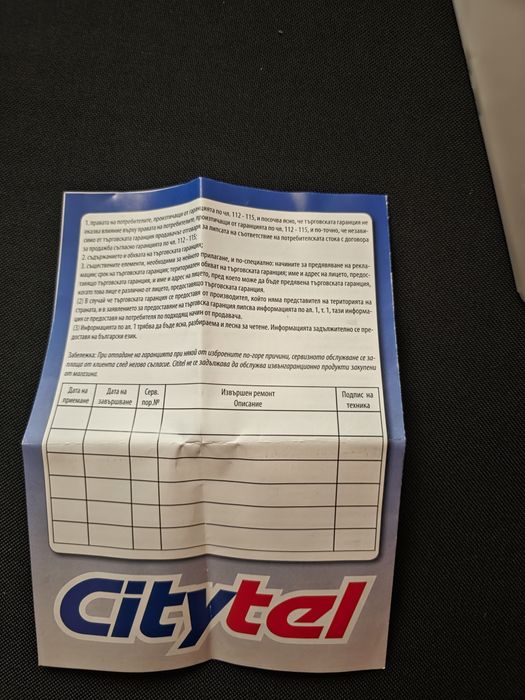 1. правата на потребителите, произтичащи от гаранцията по чл. 112 - 115, и посочва ясно, че търговската гаранция не
оказва влияние върху правата на потребителите, произтичащи от гаранцията по чл. 112 - 115, и по-точно, че незави-
симо от търговската гаранция продавачът отговаря за липсата на съответствие на потребителската стока с договора
за продажба съгласно гаранцията по чл. 112 -115;
2. съдържанието и обхвата на търговската гаранция;
3. съществените елементи, необходими за нейното прилагане, и по-специално: начините за предявяване на рекла-
мация; срок на търговската гаранция; териториален обхват на търговската гаранция; име и адрес на лицето, предос-
тавящо търговската гаранция, и име и адрес на лицето, пред което може да бъде предявена търговската гаранция,
когато това лице е различно от лицето, предоставящо търговската гаранция.
(2) В случай че търговската гаранция се предоставя от производител, който няма представител на територията на
страната, и в заявлението за предоставяне на търговска гаранция липсва информацията по ал. 1, т. 1, тази информа-
ция се предоставя на потребителя по подходящ начин от продавача.
(3) Информацията по ал. 1 трябва да бъде ясна, разбираема и лесна за четене. Информацията задължително се пре-
доставя на български език.
Забележка: При отпадане на гаранцията при някой от изброените по-горе причини, сервизното обслужване се за-
плаща от клиента след негово съгласие. Cititel не се задължава да обслужва извънгаранционно продукти закупени
от магазина.
Дата на приемане Дата на завършване Серв. пор.№ Извършен ремонт Описание Подпис на техника
Citytel